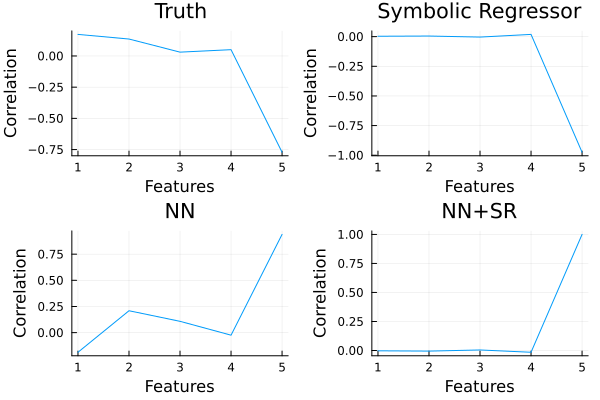 Truth
Correlation
0.00
−0.25
−0.50
−0.75
1 2 3 4 5
Features
Symbolic Regressor
Correlation
0.00
−0.25
−0.50
−0.75
−1.00
1 2 3 4 5
Features
NN
Correlation
0.75
0.50
0.25
0.00
1 2 3 4 5
Features
NN+SR
Correlation
1.00
0.75
0.50
0.25
0.00
1 2 3 4 5
Features